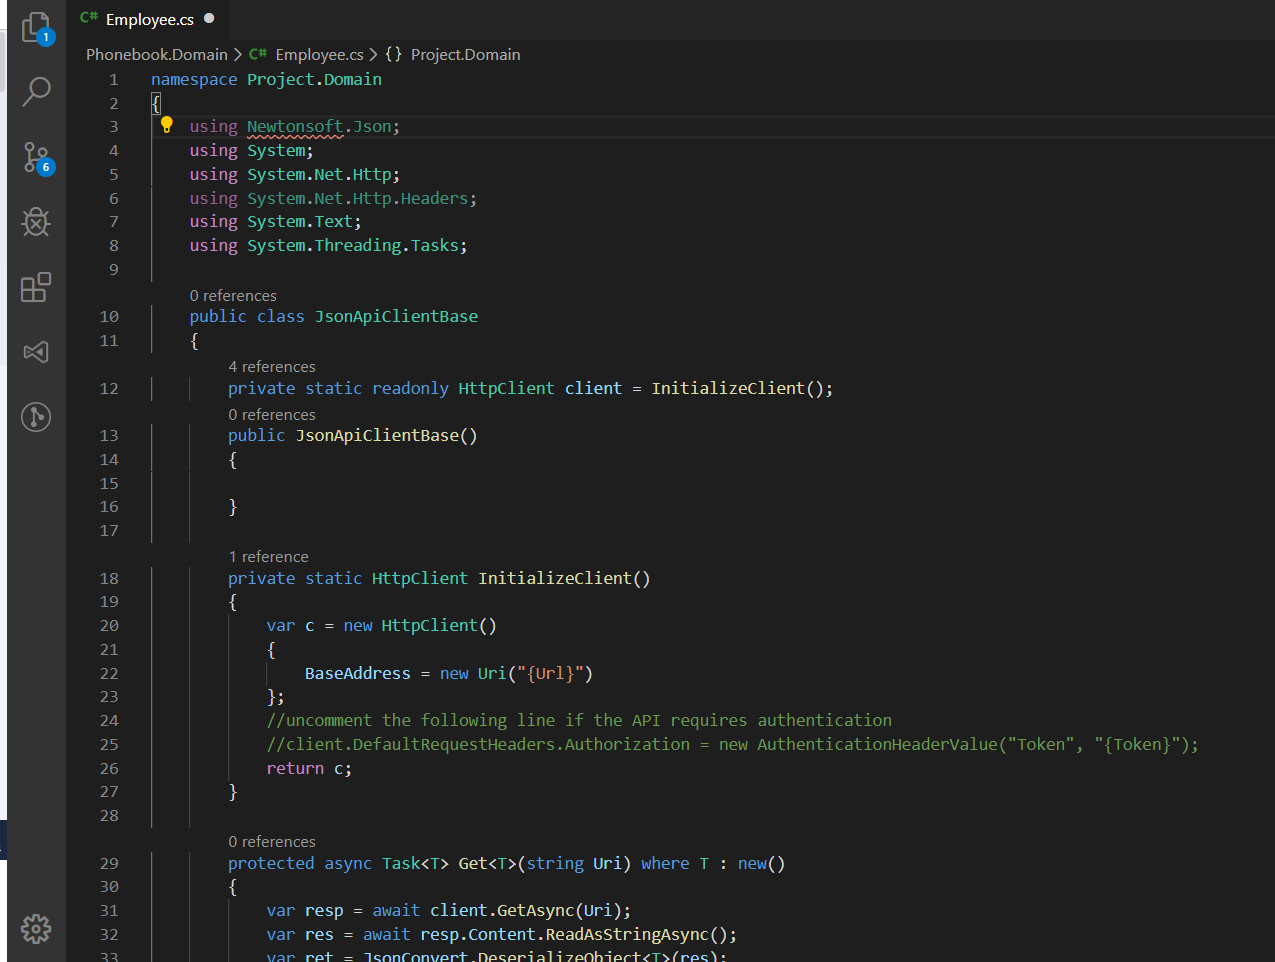 1
C# Employee.cs
Phonebook.Domain > C# Employee.cs > {} Project.Domain
1 namespace Project.Domain
2 {
3 using Newtonsoft.Json;
4 using System;
5 using System.Net.Http;
6 using System.Net.Http.Headers;
7 using System.Text;
8 using System.Threading.Tasks;
9
0 references
10 public class JsonApiClientBase
11 {
4 references
12 private static readonly HttpClient client = InitializeClient();
0 references
13 public JsonApiClientBase()
14 {
15
16 }
17
1 reference
18 private static HttpClient InitializeClient()
19 {
20 var c = new HttpClient()
21 {
22 BaseAddress = new Uri("{Url}")
23 };
24 //uncomment the following line if the API requires authentication
25 //client.DefaultRequestHeaders.Authorization = new AuthenticationHeaderValue("Token", "{Token}");
26 return c;
27 }
28
0 references
29 protected async Task<T> Get<T>(string Uri) where T : new()
30 {
31 var resp = await client.GetAsync(Uri);
32 var res = await resp.Content.ReadAsStringAsync();
33 var ret = JsonConvert.DeserializeObject<T>(res);
6